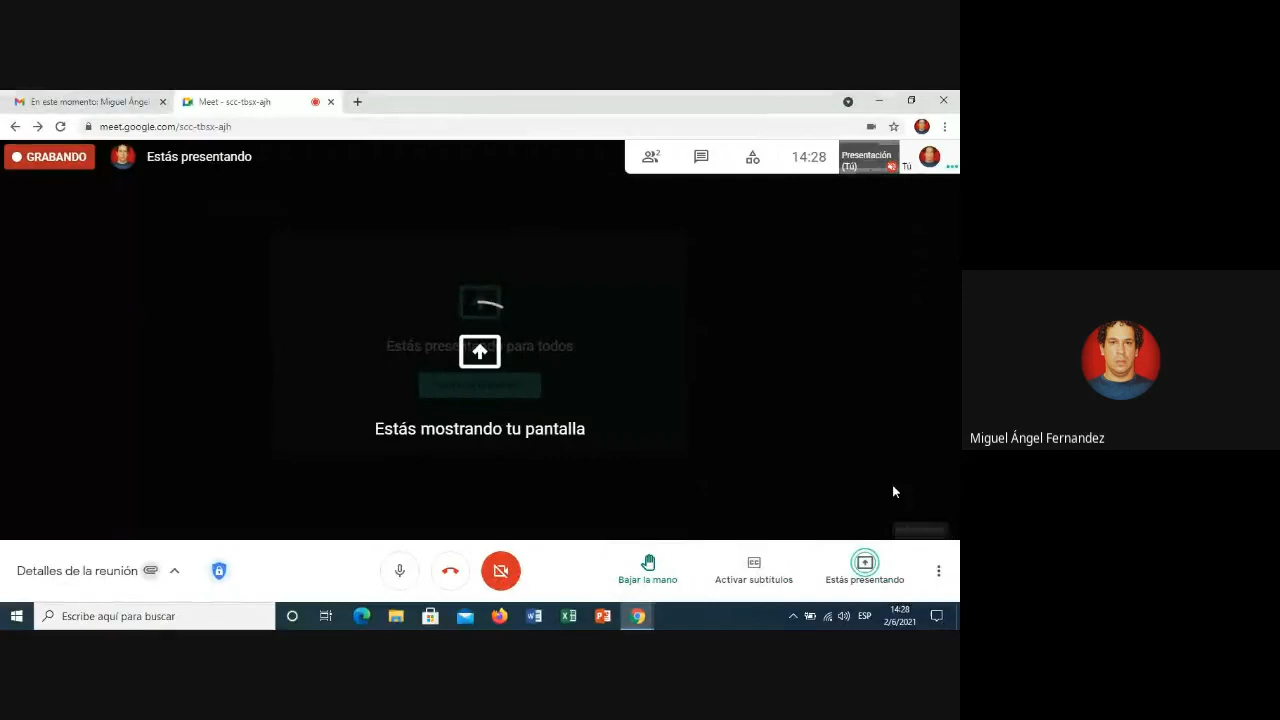 En este momento: Miguel Ángel
Meet - scc-tbsx-ajh
meet.google.com/scc-tbsx-ajh
GRABANDO
Estás presentando
2
14:28
Presentación
(Tú)
Tú
Estás presentando para todos
Estás mostrando tu pantalla
Miguel Ángel Fernandez
Detalles de la reunión
Bajar la mano
CC
Activar subtítulos
Estás presentando
Escribe aquí para buscar
ESP
14:28
2/6/2021